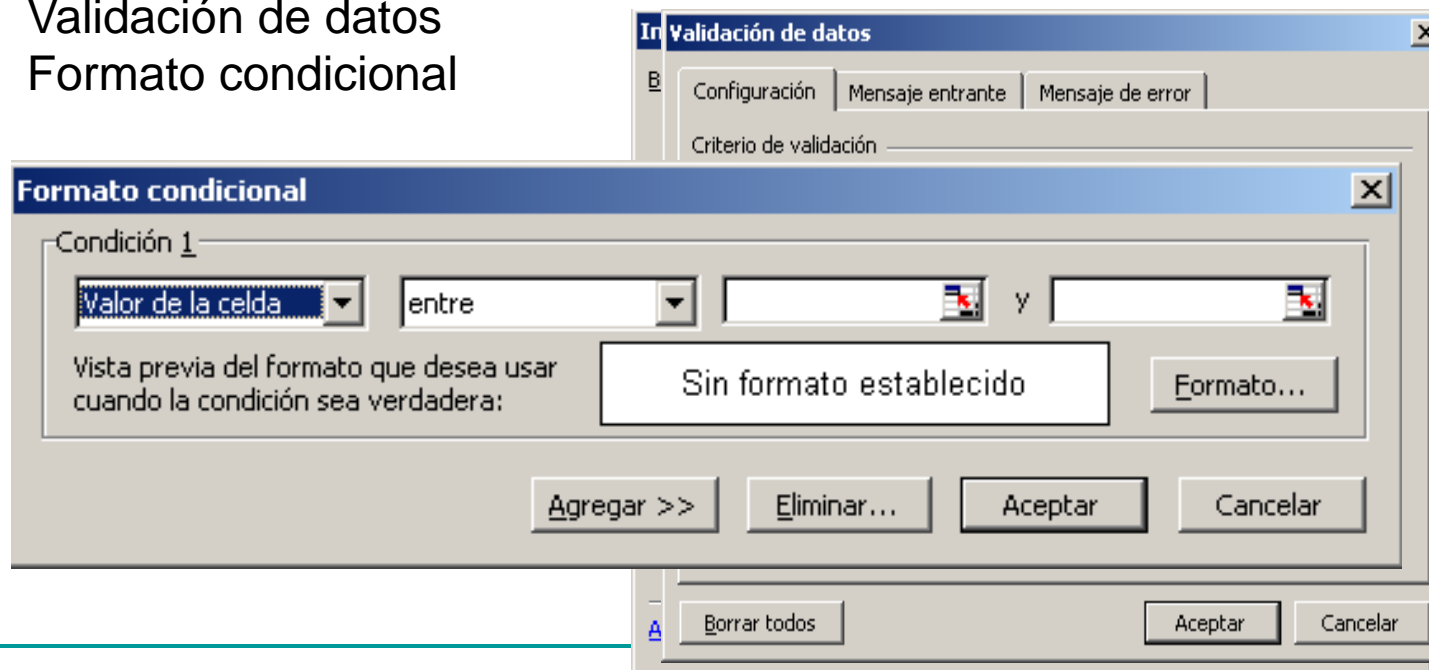 Validación de datos
Formato condicional
In
Validación de datos
B
Configuración Mensaje entrante Mensaje de error
Criterio de validación
Formato condicional
Condición 1
Valor de la celda entre y
Vista previa del formato que desea usar
cuando la condición sea verdadera:
Sin formato establecido
Formato...
Agregar >> Eliminar... Aceptar Cancelar
A
Borrar todos Aceptar Cancelar